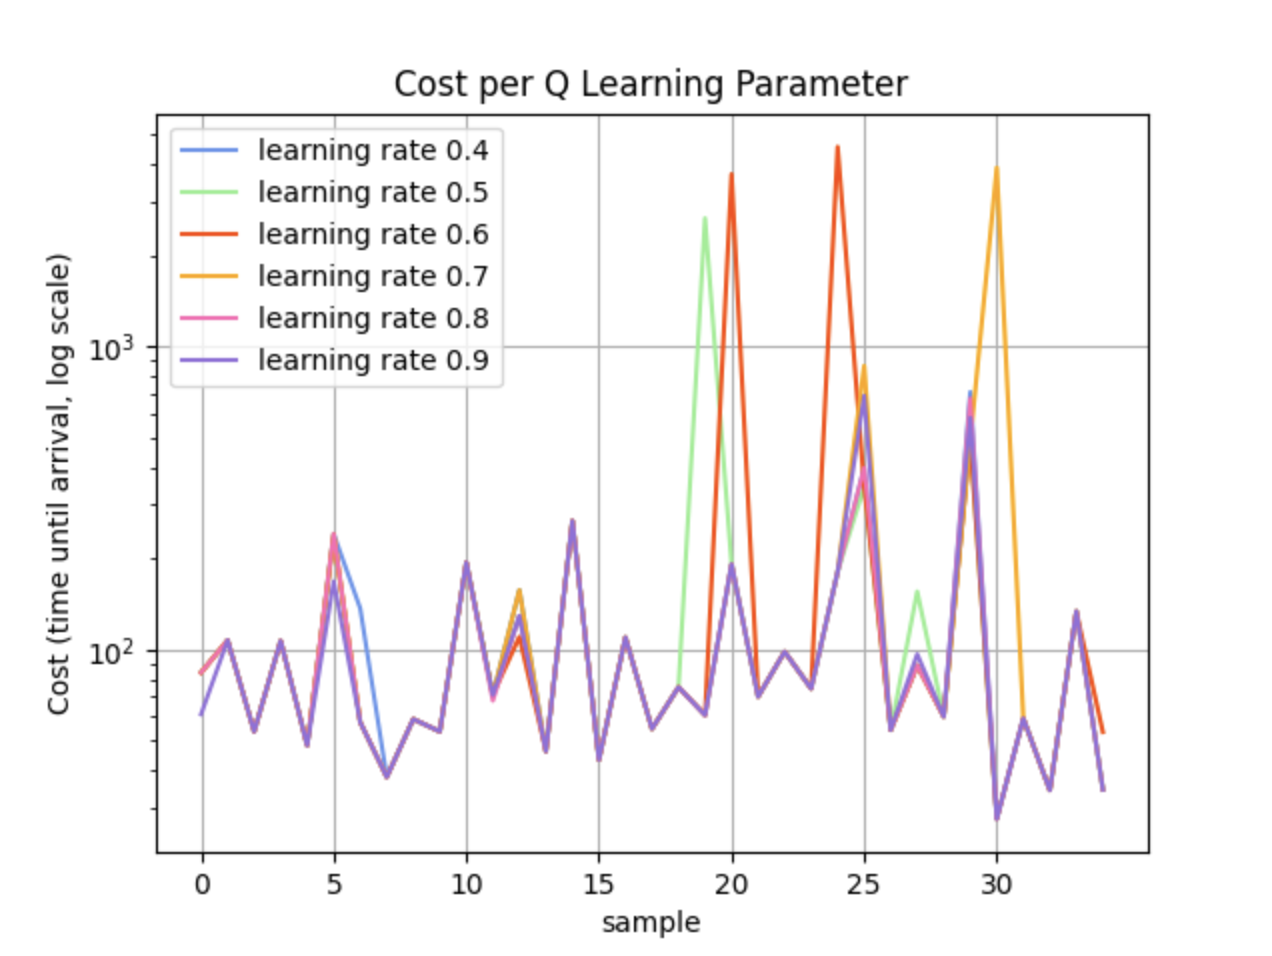 Cost per Q Learning Parameter
learning rate 0.4
learning rate 0.5
learning rate 0.6
learning rate 0.7
learning rate 0.8
learning rate 0.9
Cost (time until arrival, log scale)
10³
10²
0 5 10 15 20 25 30
sample